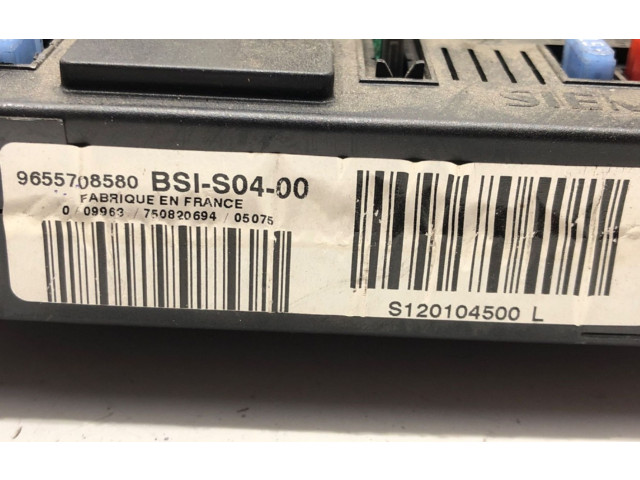 9655708580 BSI-S04-00
FABRIQUE EN FRANCE
0 / 09963 / 750820694 / 05075
S120104500 L